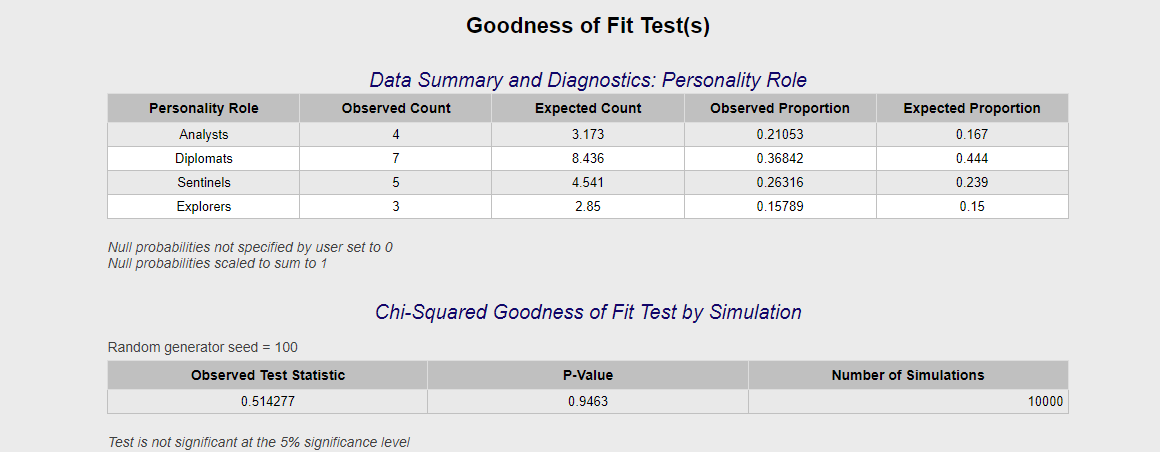 Goodness of Fit Test(s)
Data Summary and Diagnostics: Personality Role
Personality Role Observed Count Expected Count Observed Proportion Expected Proportion
Analysts 4 3.173 0.21053 0.167
Diplomats 7 8.436 0.36842 0.444
Sentinels 5 4.541 0.26316 0.239
Explorers 3 2.85 0.15789 0.15
Null probabilities not specified by user set to 0
Null probabilities scaled to sum to 1
Chi-Squared Goodness of Fit Test by Simulation
Random generator seed = 100
Observed Test Statistic P-Value Number of Simulations
0.514277 0.9463 10000
Test is not significant at the 5% significance level